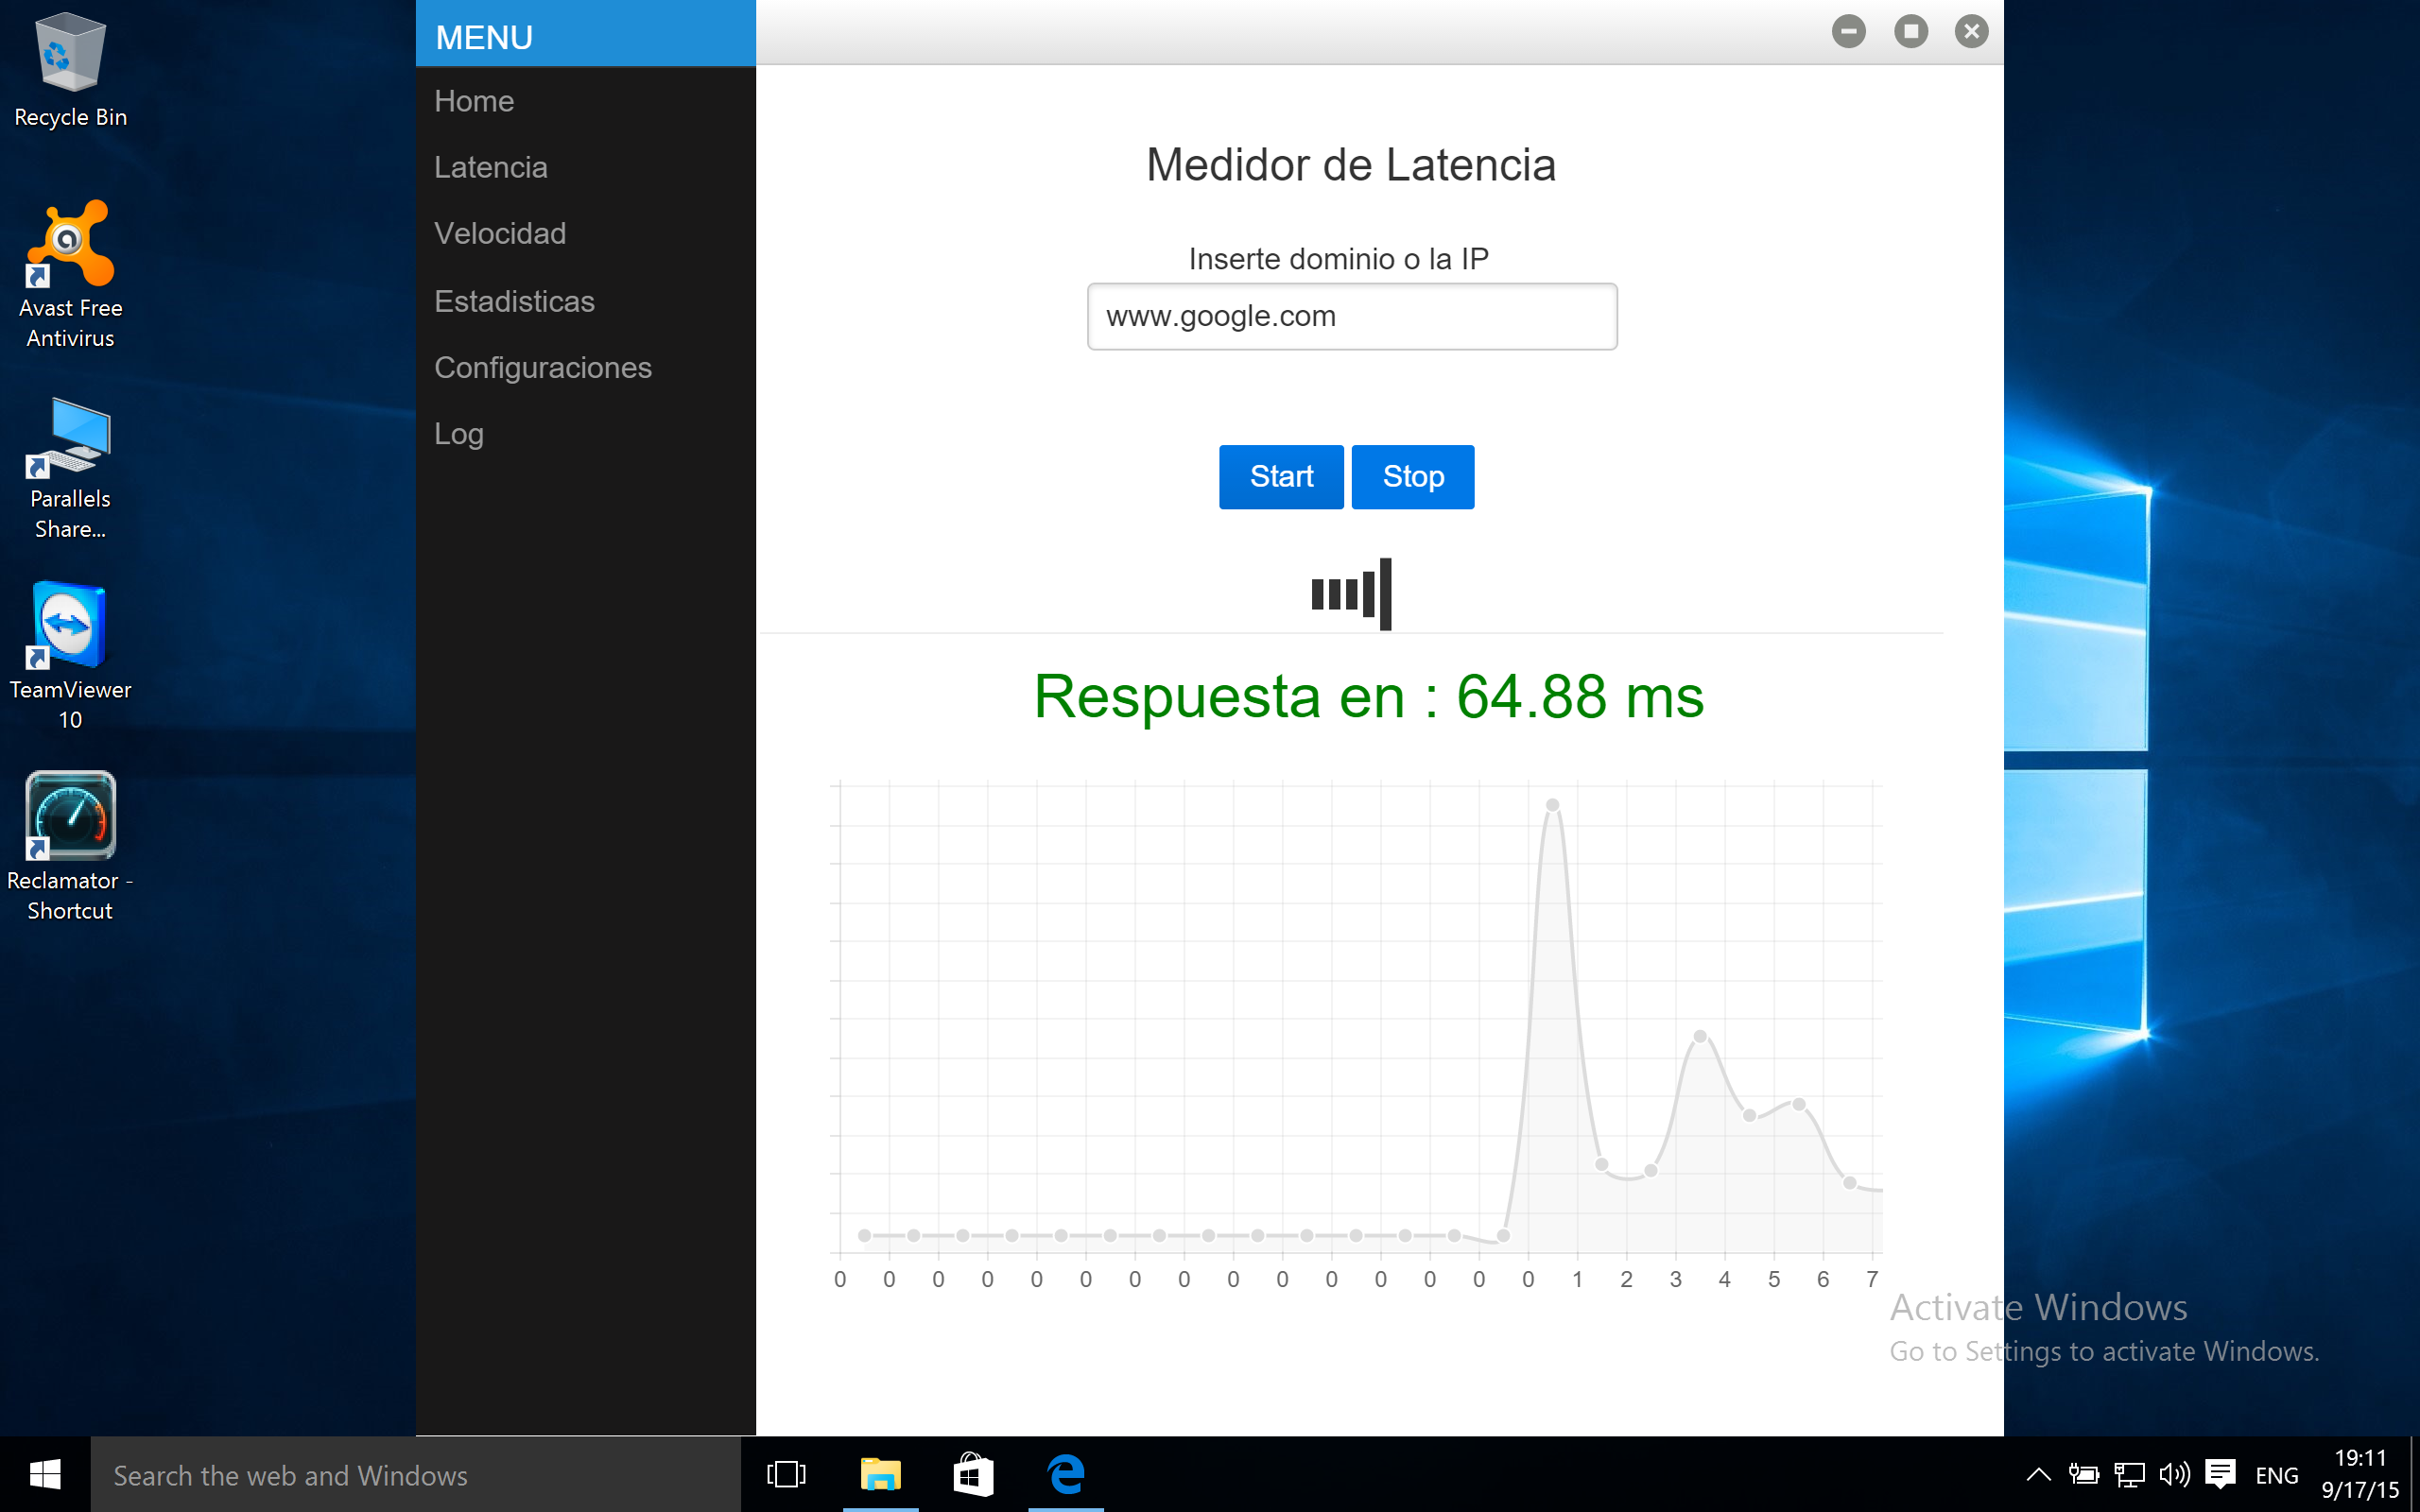 Recycle Bin
Avast Free
Antivirus
Parallels
Share...
TeamViewer
10
Reclamator -
Shortcut
MENU
Home
Latencia
Velocidad
Estadisticas
Configuraciones
Log
Medidor de Latencia
Inserte dominio o la IP
www.google.com
Start Stop
Respuesta en : 64.88 ms
0 0 0 0 0 0 0 0 0 0 0 0 0 0 0 1 2 3 4 5 6 7
Activate Windows
Go to Settings to activate Windows.
Search the web and Windows
ENG
19:11
9/17/15